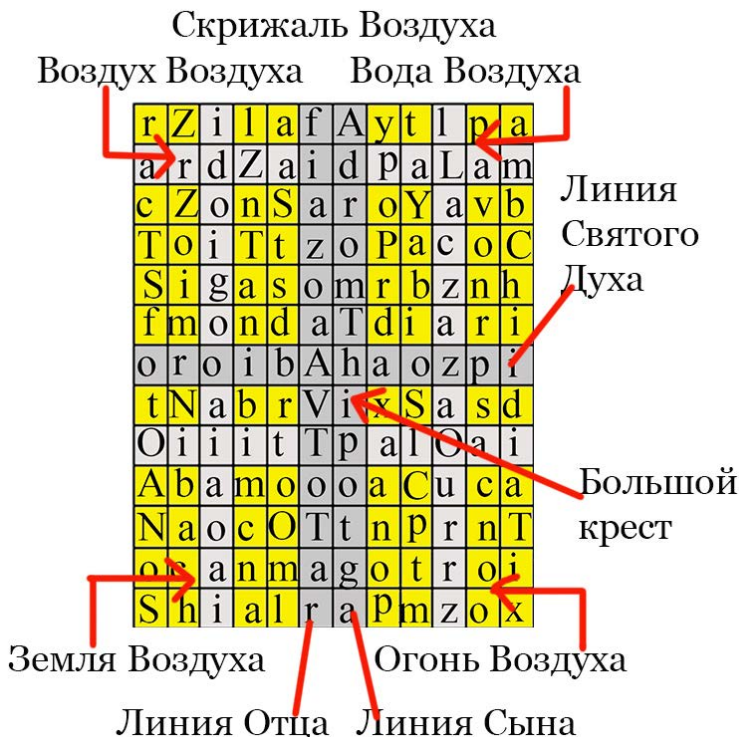 Скрижаль Воздуха
Воздух Воздуха Вода Воздуха
r Z i l a f A y t l p a
a r d Z a i d p a L a m
c Z o n S a r o Y a v b
T o i T t z o P a c o C
S i g a s o m r b z n h
f m o n d a T d i a r i
o r o i b A h a o z p i
t N a b r V i x S a s d
O i i i t T p a l O a i
A b a m o o o a C u c a
N a o c O T t n p r n T
o c a n m a g o t r o i
S h i a l r a p m z o x
Линия
Святого
Духа
Большой
крест
Земля Воздуха Огонь Воздуха
Линия Отца Линия Сына